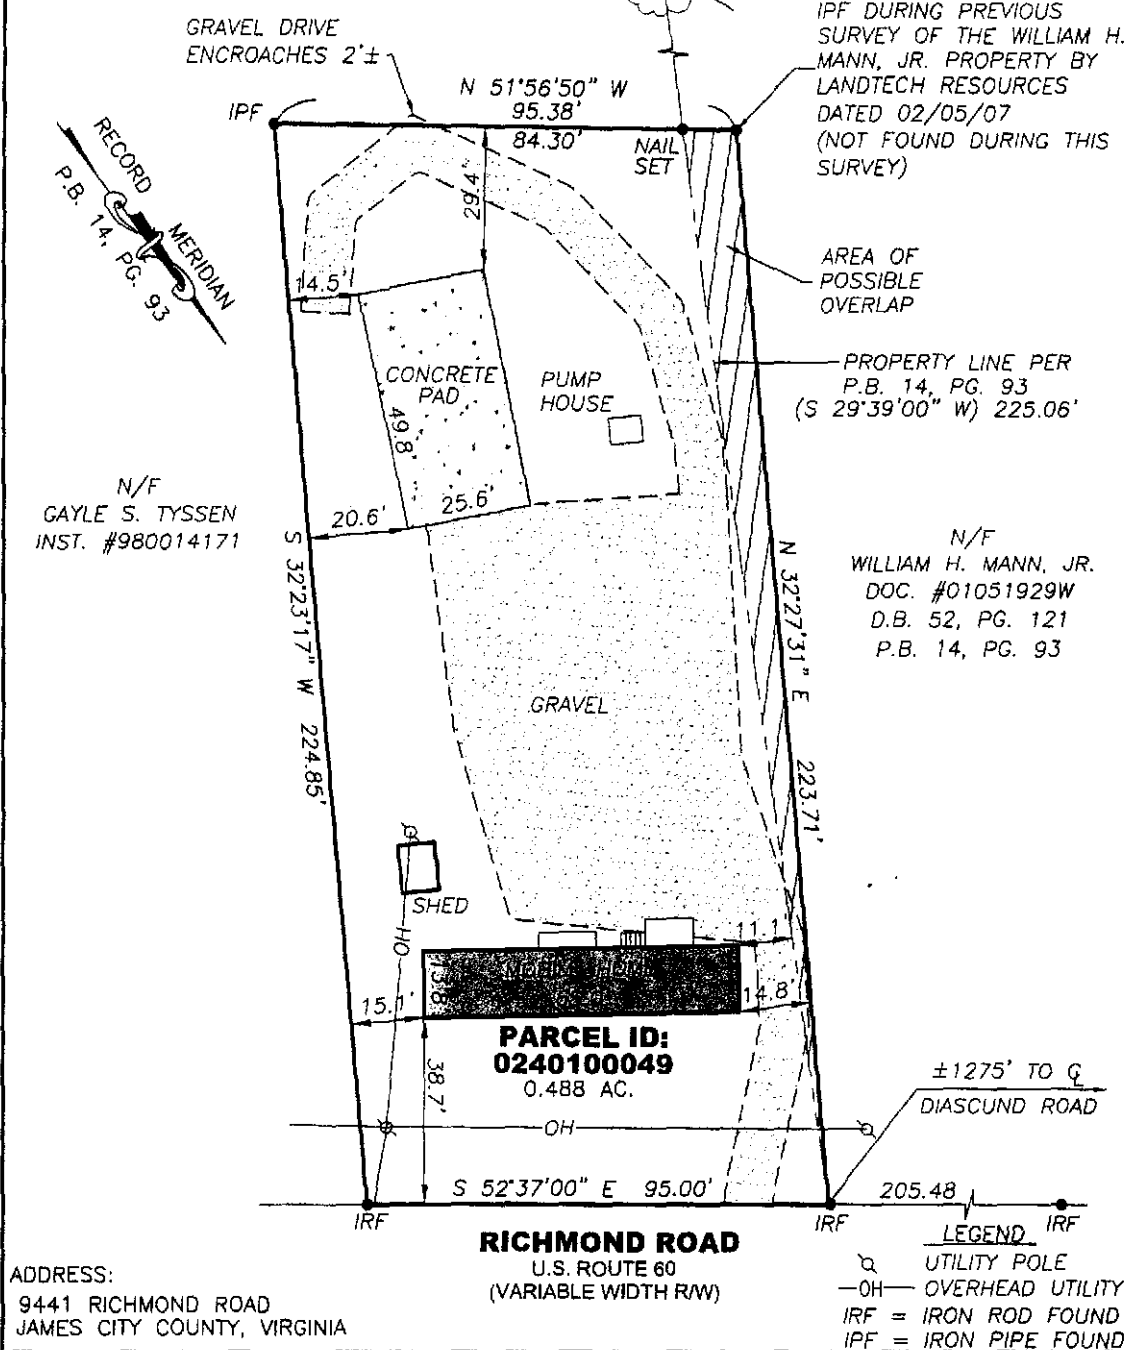 GRAVEL DRIVE
ENCROACHES 2'±
IPF DURING PREVIOUS
SURVEY OF THE WILLIAM H.
MANN, JR. PROPERTY BY
LANDTECH RESOURCES
DATED 02/05/07
(NOT FOUND DURING THIS
SURVEY)
N 51°56'50" W
95.38'
84.30'
IPF
NAIL
SET
RECORD MERIDIAN
P.B. 14, PG. 93
29.4'
14.5'
AREA OF
POSSIBLE
OVERLAP
PROPERTY LINE PER
P.B. 14, PG. 93
(S 29°39'00" W) 225.06'
CONCRETE
PAD
PUMP
HOUSE
49.8'
25.6'
20.6'
N/F
GAYLE S. TYSSEN
INST. #980014171
S 32°23'17" W 224.85'
N 32°27'31" E 223.71'
N/F
WILLIAM H. MANN, JR.
DOC. #01051929W
D.B. 52, PG. 121
P.B. 14, PG. 93
GRAVEL
SHED
OH
11.1'
MOBILE HOME
13.8'
15.1'
14.8'
PARCEL ID:
0240100049
0.488 AC.
38.7'
±1275' TO ℄
DIASCUND ROAD
OH
S 52°37'00" E 95.00'
205.48
IRF
IRF
IRF
RICHMOND ROAD
U.S. ROUTE 60
(VARIABLE WIDTH R/W)
LEGEND
UTILITY POLE
—OH— OVERHEAD UTILITY
IRF = IRON ROD FOUND
IPF = IRON PIPE FOUND
ADDRESS:
9441 RICHMOND ROAD
JAMES CITY COUNTY, VIRGINIA